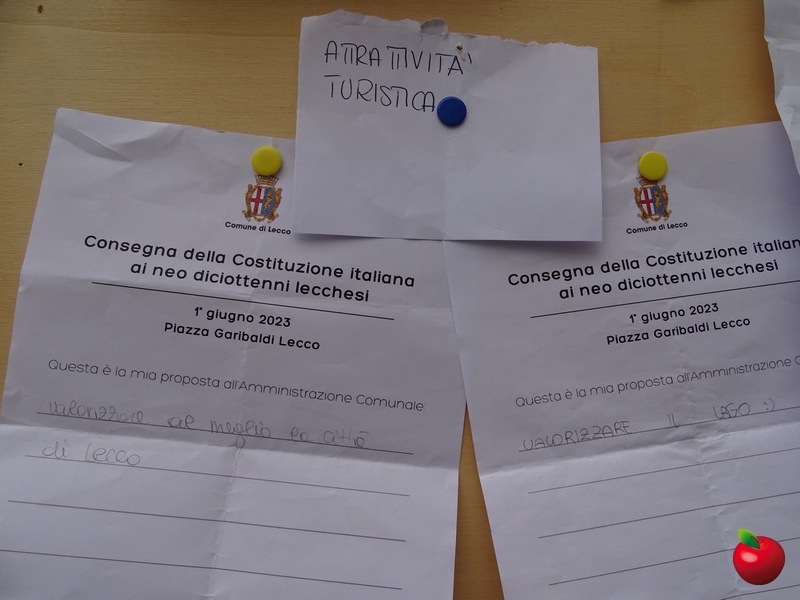 ATTRATTIVITÀ
TURISTICA
Comune di Lecco
Consegna della Costituzione italiana
ai neo diciottenni lecchesi
1° giugno 2023
Piazza Garibaldi Lecco
Questa è la mia proposta all'Amministrazione Comunale:
valorizzare al meglio la città
di Lecco
Comune di Lecco
Consegna della Costituzione italiana
ai neo diciottenni lecchesi
1° giugno 2023
Piazza Garibaldi Lecco
Questa è la mia proposta all'Amministrazione C
VALORIZZARE IL LAGO :)